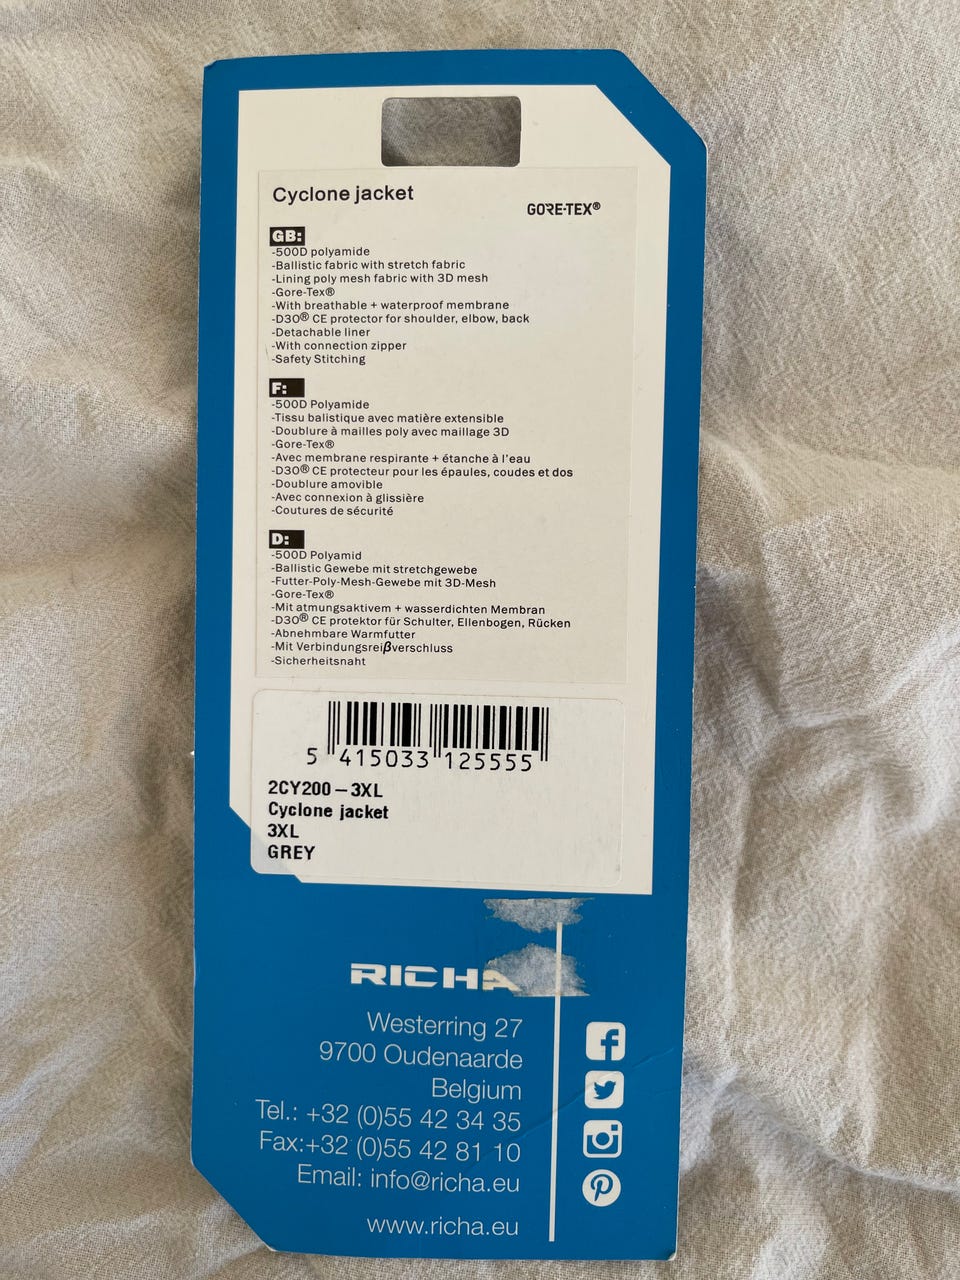 Cyclone jacket
GORE-TEX®
GB:
-500D polyamide
-Ballistic fabric with stretch fabric
-Lining poly mesh fabric with 3D mesh
-Gore-Tex®
-With breathable + waterproof membrane
-D3O® CE protector for shoulder, elbow, back
-Detachable liner
-With connection zipper
-Safety Stitching
F:
-500D Polyamide
-Tissu balistique avec matière extensible
-Doublure à mailles poly avec maillage 3D
-Gore-Tex®
-Avec membrane respirante + étanche à l'eau
-D3O® CE protecteur pour les épaules, coudes et dos
-Doublure amovible
-Avec connexion à glissière
-Coutures de sécurité
D:
-500D Polyamid
-Ballistic Gewebe mit stretchgewebe
-Futter-Poly-Mesh-Gewebe mit 3D-Mesh
-Gore-Tex®
-Mit atmungsaktivem + wasserdichten Membran
-D3O® CE protektor für Schulter, Ellenbogen, Rücken
-Abnehmbare Warmfutter
-Mit Verbindungsreißverschluss
-Sicherheitsnaht
5 415033 125555
2CY200 – 3XL
Cyclone jacket
3XL
GREY
RICHA
Westerring 27
9700 Oudenaarde
Belgium
Tel.: +32 (0)55 42 34 35
Fax:+32 (0)55 42 81 10
Email: info@richa.eu
www.richa.eu